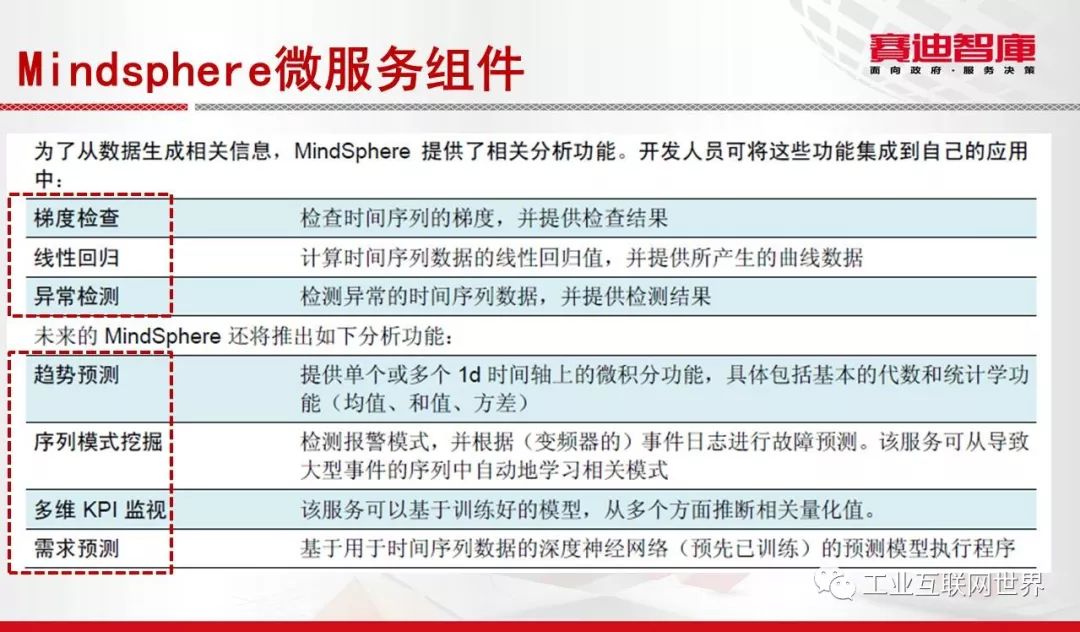 Mindsphere微服务组件
賽迪智庫
面向政府·服务决策
为了从数据生成相关信息，MindSphere 提供了相关分析功能。开发人员可将这些功能集成到自己的应用
中：
梯度检查 检查时间序列的梯度，并提供检查结果
线性回归 计算时间序列数据的线性回归值，并提供所产生的曲线数据
异常检测 检测异常的时间序列数据，并提供检测结果
未来的 MindSphere 还将推出如下分析功能：
趋势预测 提供单个或多个 1d 时间轴上的微积分功能，具体包括基本的代数和统计学功
能（均值、和值、方差）
序列模式挖掘 检测报警模式，并根据（变频器的）事件日志进行故障预测。该服务可从导致
大型事件的序列中自动地学习相关模式
多维 KPI 监视 该服务可以基于训练好的模型，从多个方面推断相关量化值。
需求预测 基于用于时间序列数据的深度神经网络（预先已训练）的预测模型执行程序
工业互联网世界